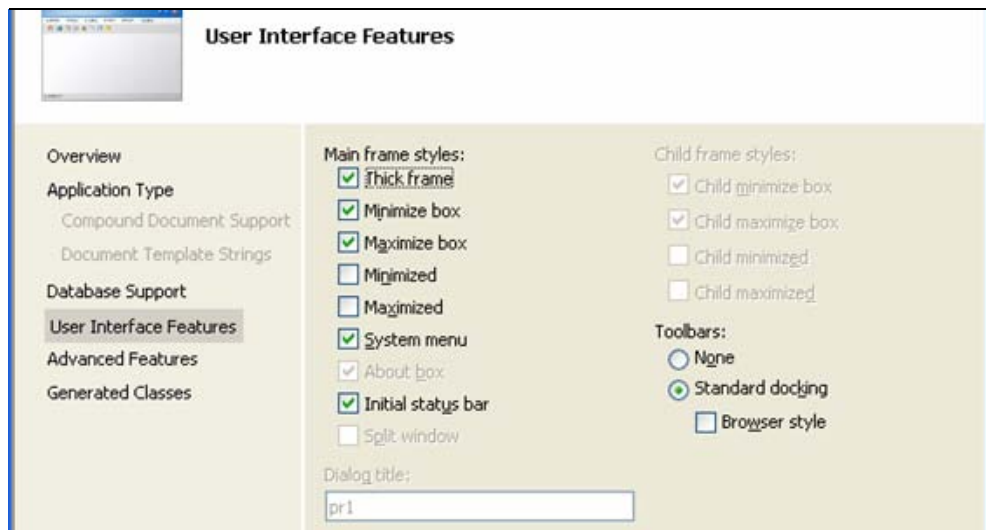 User Interface Features
Overview
Application Type
Compound Document Support
Document Template Strings
Database Support
User Interface Features
Advanced Features
Generated Classes
Main frame styles:
Thick frame
Minimize box
Maximize box
Minimized
Maximized
System menu
About box
Initial status bar
Split window
Dialog title:
pr1
Child frame styles:
Child minimize box
Child maximize box
Child minimized
Child maximized
Toolbars:
None
Standard docking
Browser style